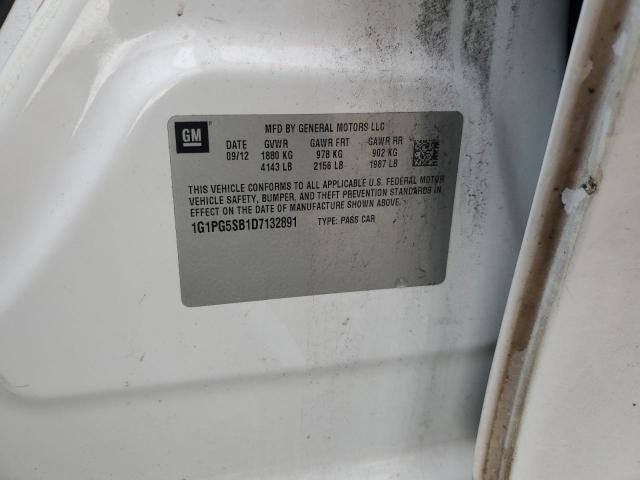 GM
MFD BY GENERAL MOTORS LLC
DATE GVWR GAWR FRT GAWR RR
09/12 1880 KG 978 KG 902 KG
4143 LB 2156 LB 1987 LB
THIS VEHICLE CONFORMS TO ALL APPLICABLE U.S. FEDERAL MOTOR
VEHICLE SAFETY, BUMPER, AND THEFT PREVENTION STANDARDS IN
EFFECT ON THE DATE OF MANUFACTURE SHOWN ABOVE.
1G1PG5SB1D7132891 TYPE: PASS CAR